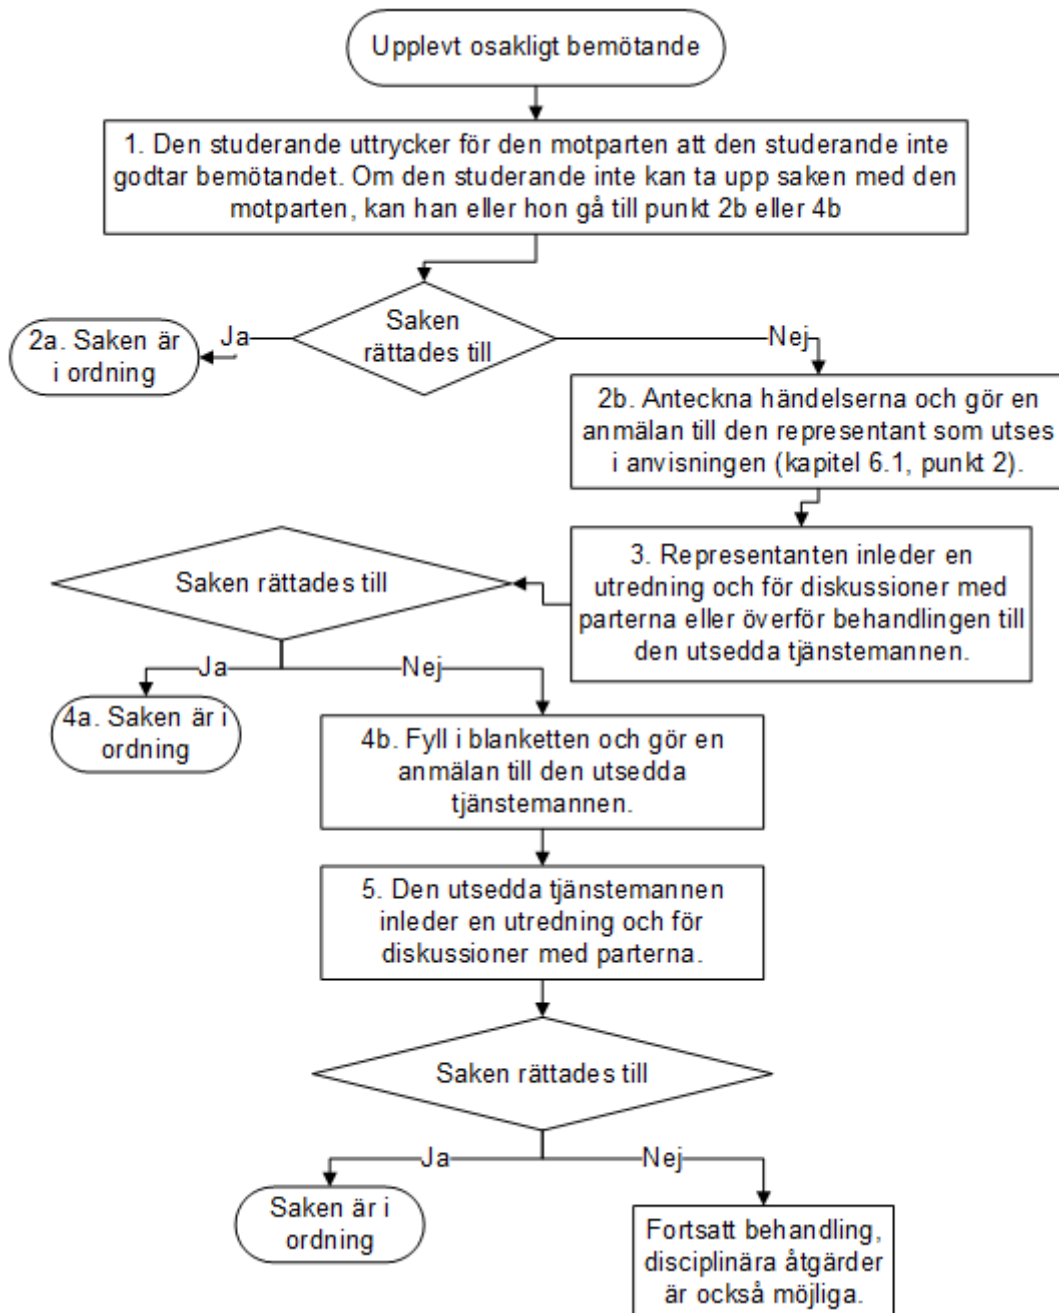 Upplevt osakligt bemötande
1. Den studerande uttrycker för den motparten att den studerande inte
godtar bemötandet. Om den studerande inte kan ta upp saken med den
motparten, kan han eller hon gå till punkt 2b eller 4b
Saken
rättades till
Ja
Nej
2a. Saken är
i ordning
2b. Anteckna händelserna och gör en
anmälan till den representant som utses
i anvisningen (kapitel 6.1, punkt 2).
3. Representanten inleder en
utredning och för diskussioner med
parterna eller överför behandlingen till
den utsedda tjänstemannen.
Saken rättades till
Ja
Nej
4a. Saken är i
ordning
4b. Fyll i blanketten och gör en
anmälan till den utsedda
tjänstemannen.
5. Den utsedda tjänstemannen
inleder en utredning och för
diskussioner med parterna.
Saken rättades till
Ja
Nej
Saken är i
ordning
Fortsatt behandling,
disciplinära åtgärder
är också möjliga.